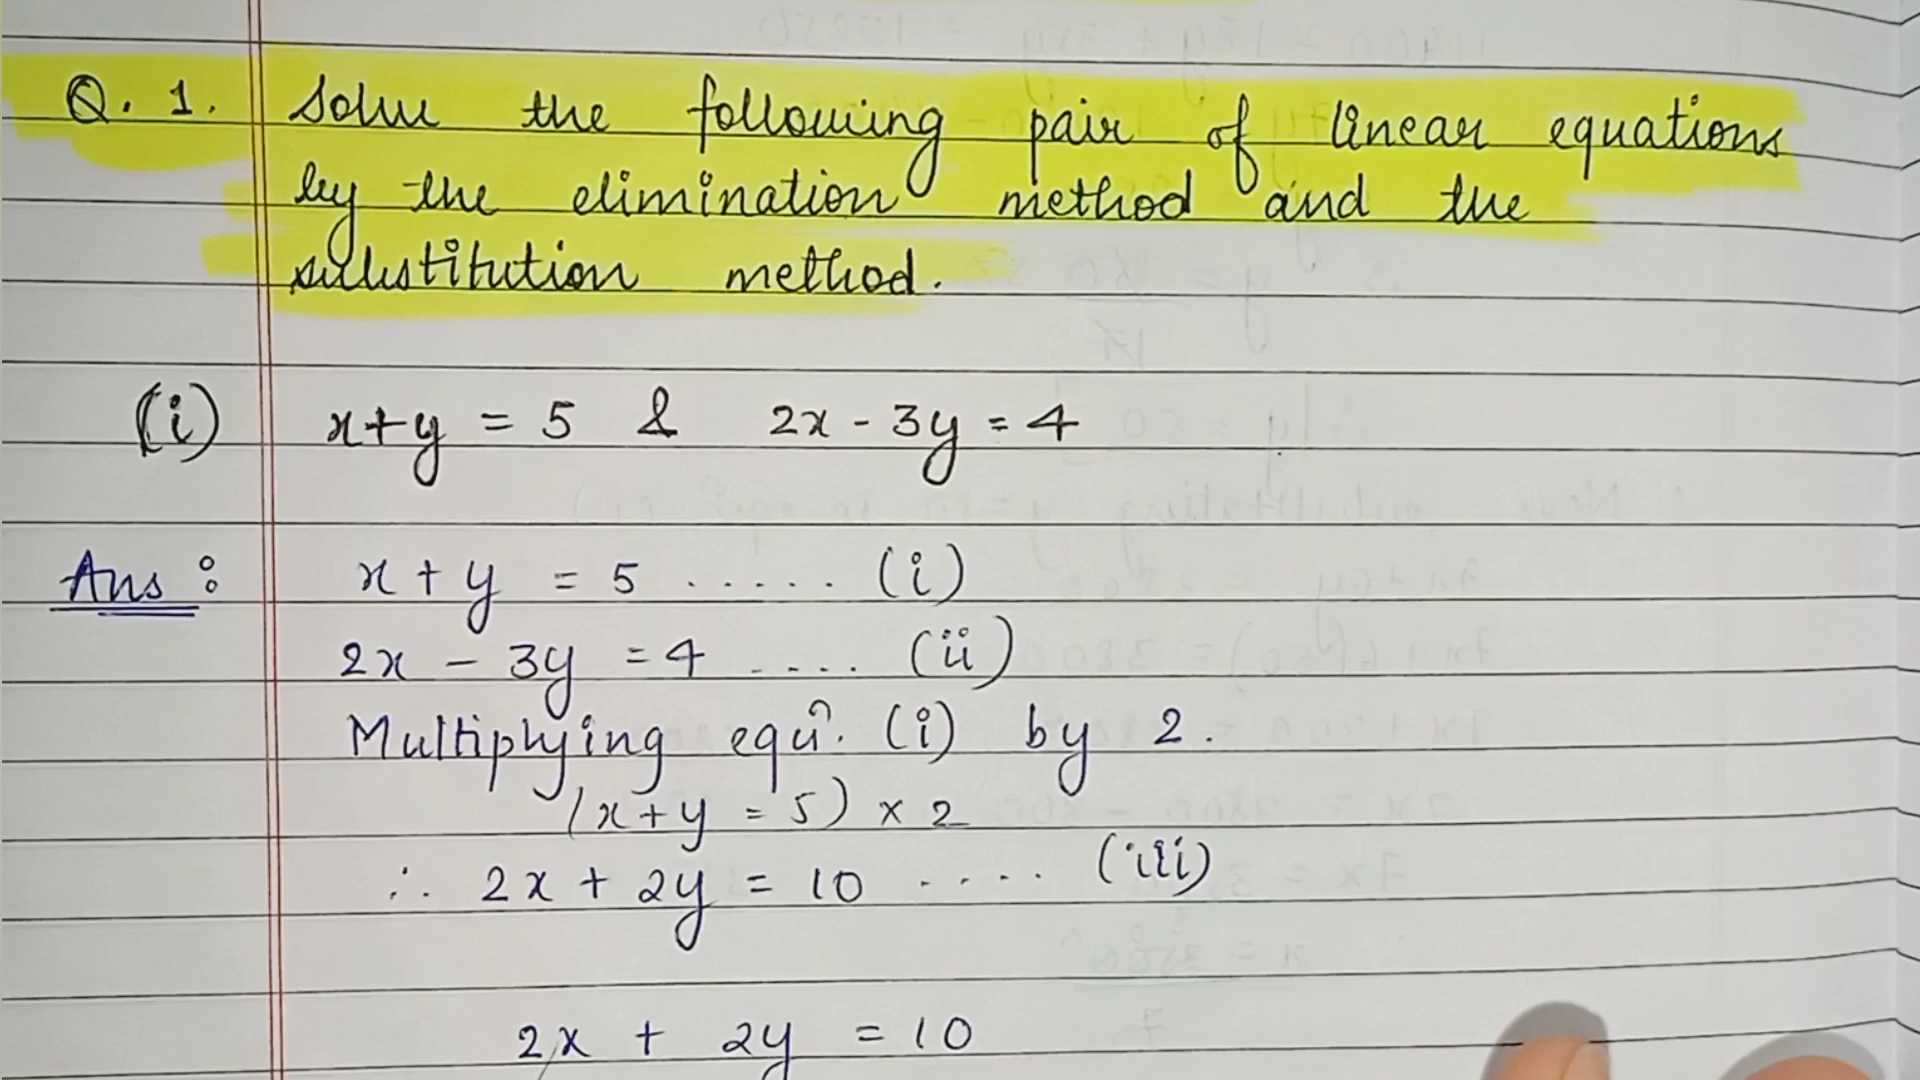 Q. 1. Solve the following pair of linear equations
by the elimination method and the
substitution method.
(i) x+y = 5 & 2x - 3y = 4
Ans : x + y = 5 ...... (i)
2x - 3y = 4 .... (ii)
Multiplying equn. (i) by 2.
(x+y = 5) × 2
∴ 2x + 2y = 10 ..... (iii)
2x + 2y = 10